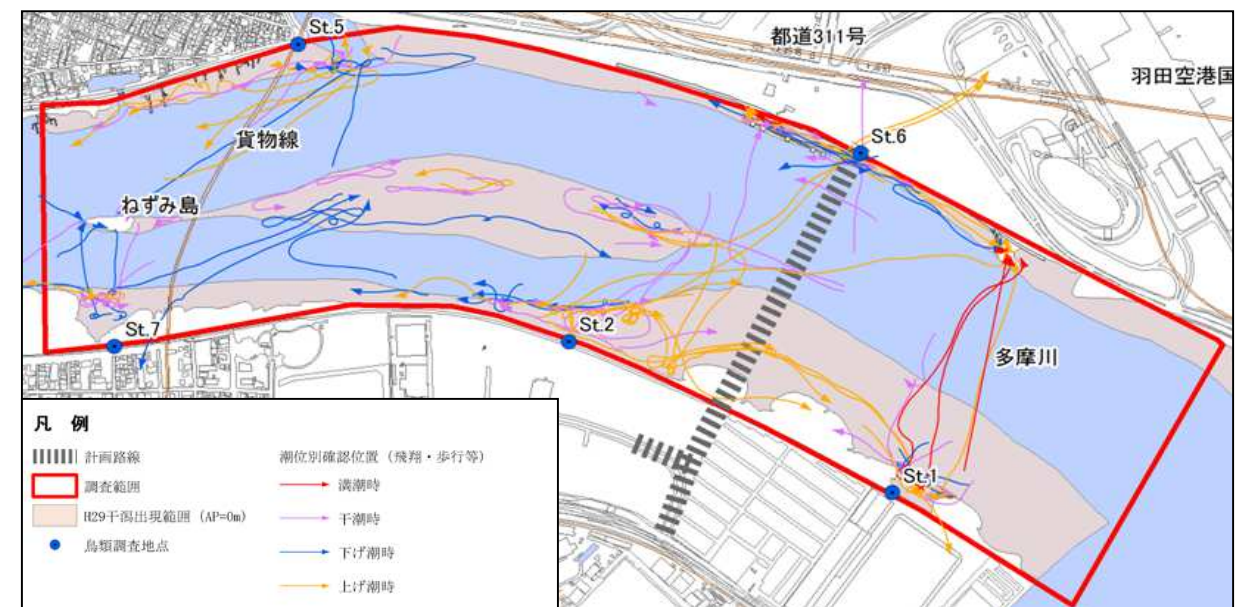 St.5
都道311号
羽田空港国
St.6
貨物線
ねずみ島
St.7
St.2
多摩川
St.1
凡 例
計画路線
調査範囲
H29干潟出現範囲 (AP=0m)
鳥類調査地点
潮位別確認位置（飛翔・歩行等）
満潮時
干潮時
下げ潮時
上げ潮時